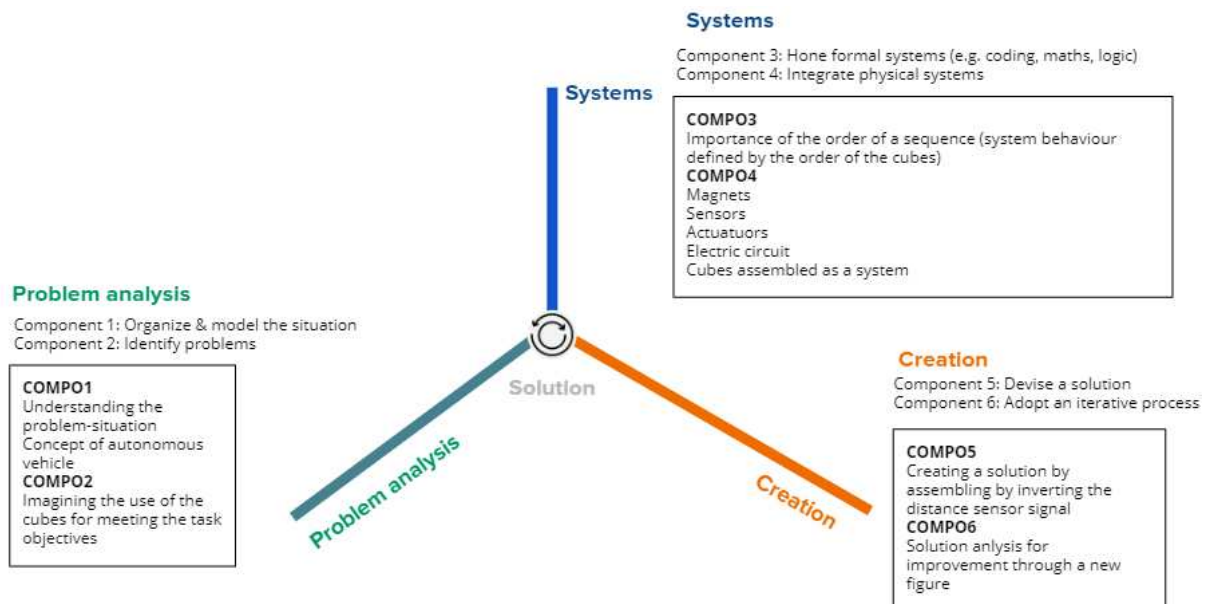 Systems
Component 3: Hone formal systems (e.g. coding, maths, logic)
Component 4: Integrate physical systems
Systems
COMPO3
Importance of the order of a sequence (system behaviour
defined by the order of the cubes)
COMPO4
Magnets
Sensors
Actuatuors
Electric circuit
Cubes assembled as a system
Problem analysis
Component 1: Organize & model the situation
Component 2: Identify problems
COMPO1
Understanding the
problem-situation
Concept of autonomous
vehicle
COMPO2
Imagining the use of the
cubes for meeting the task
objectives
Solution
Problem analysis
Creation
Creation
Component 5: Devise a solution
Component 6: Adopt an iterative process
COMPO5
Creating a solution by
assembling by inverting the
distance sensor signal
COMPO6
Solution anlysis for
improvement through a new
figure